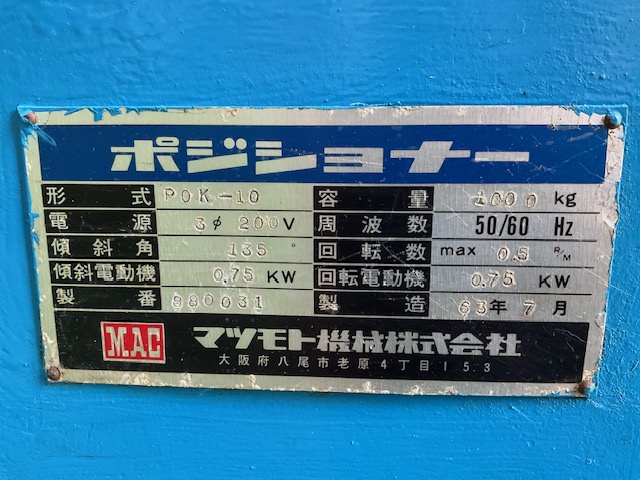 ポジショナー
形式 POK-10 容量 1000 kg
電源 3φ 200V 周波数 50/60 Hz
傾斜角 135° 回転数 max 0.5 R/M
傾斜電動機 0.75 KW 回転電動機 0.75 KW
製番 880031 製造 63年 7月
MAC マツモト機械株式会社
大阪府八尾市老原4丁目153